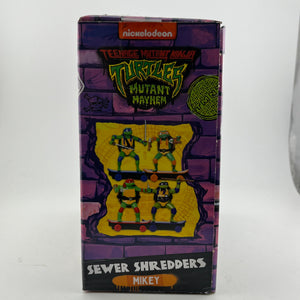 nickelodeon
TEENAGE MUTANT NINJA
TURTLES
MUTANT
MAYHEM
SEWER SHREDDERS
MIKEY